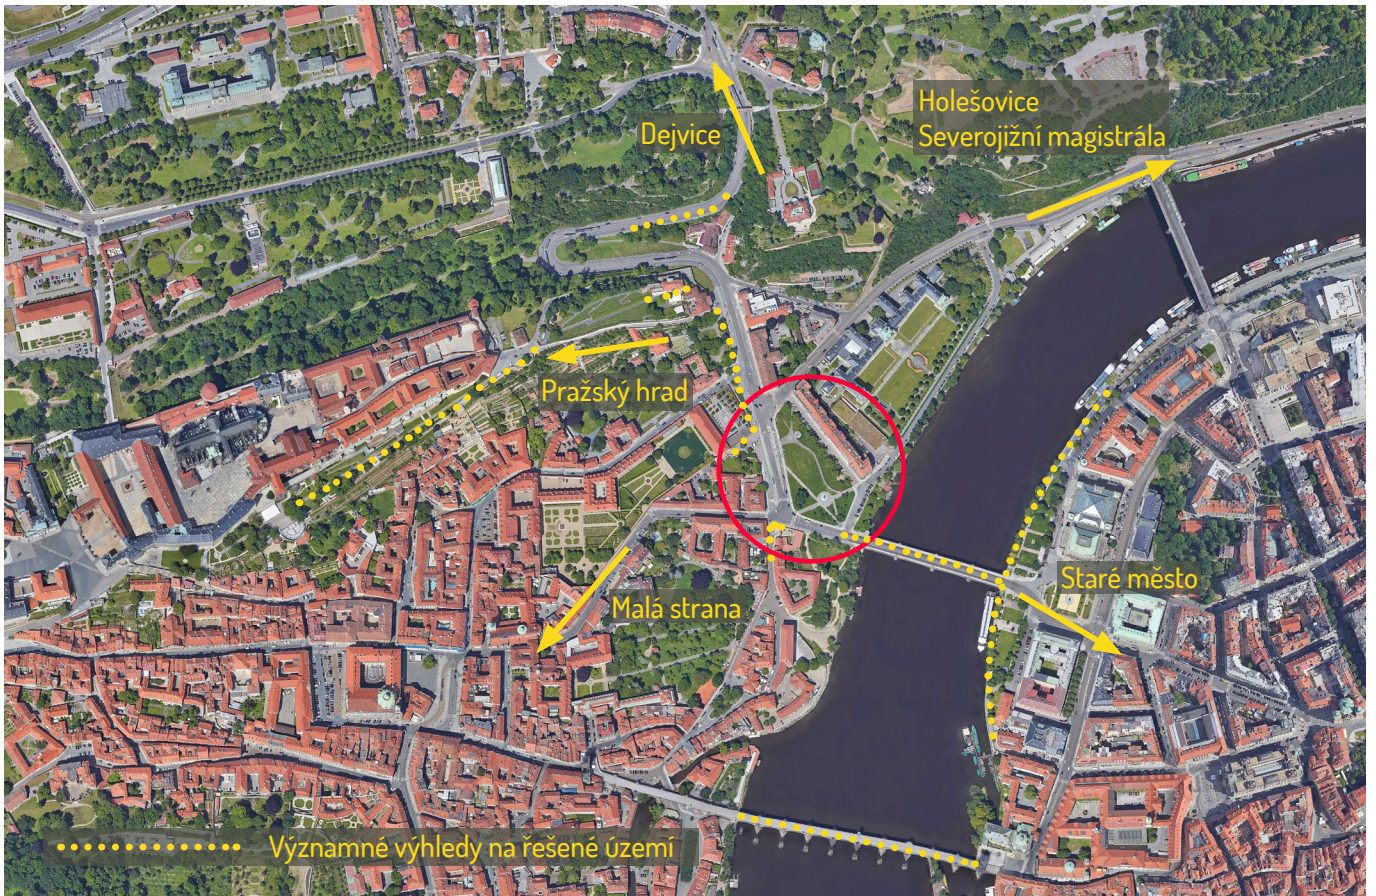 Holešovice
Severojižní magistrála
Dejvice
Pražský hrad
Staré město
Malá strana
Významné výhledy na řešené území